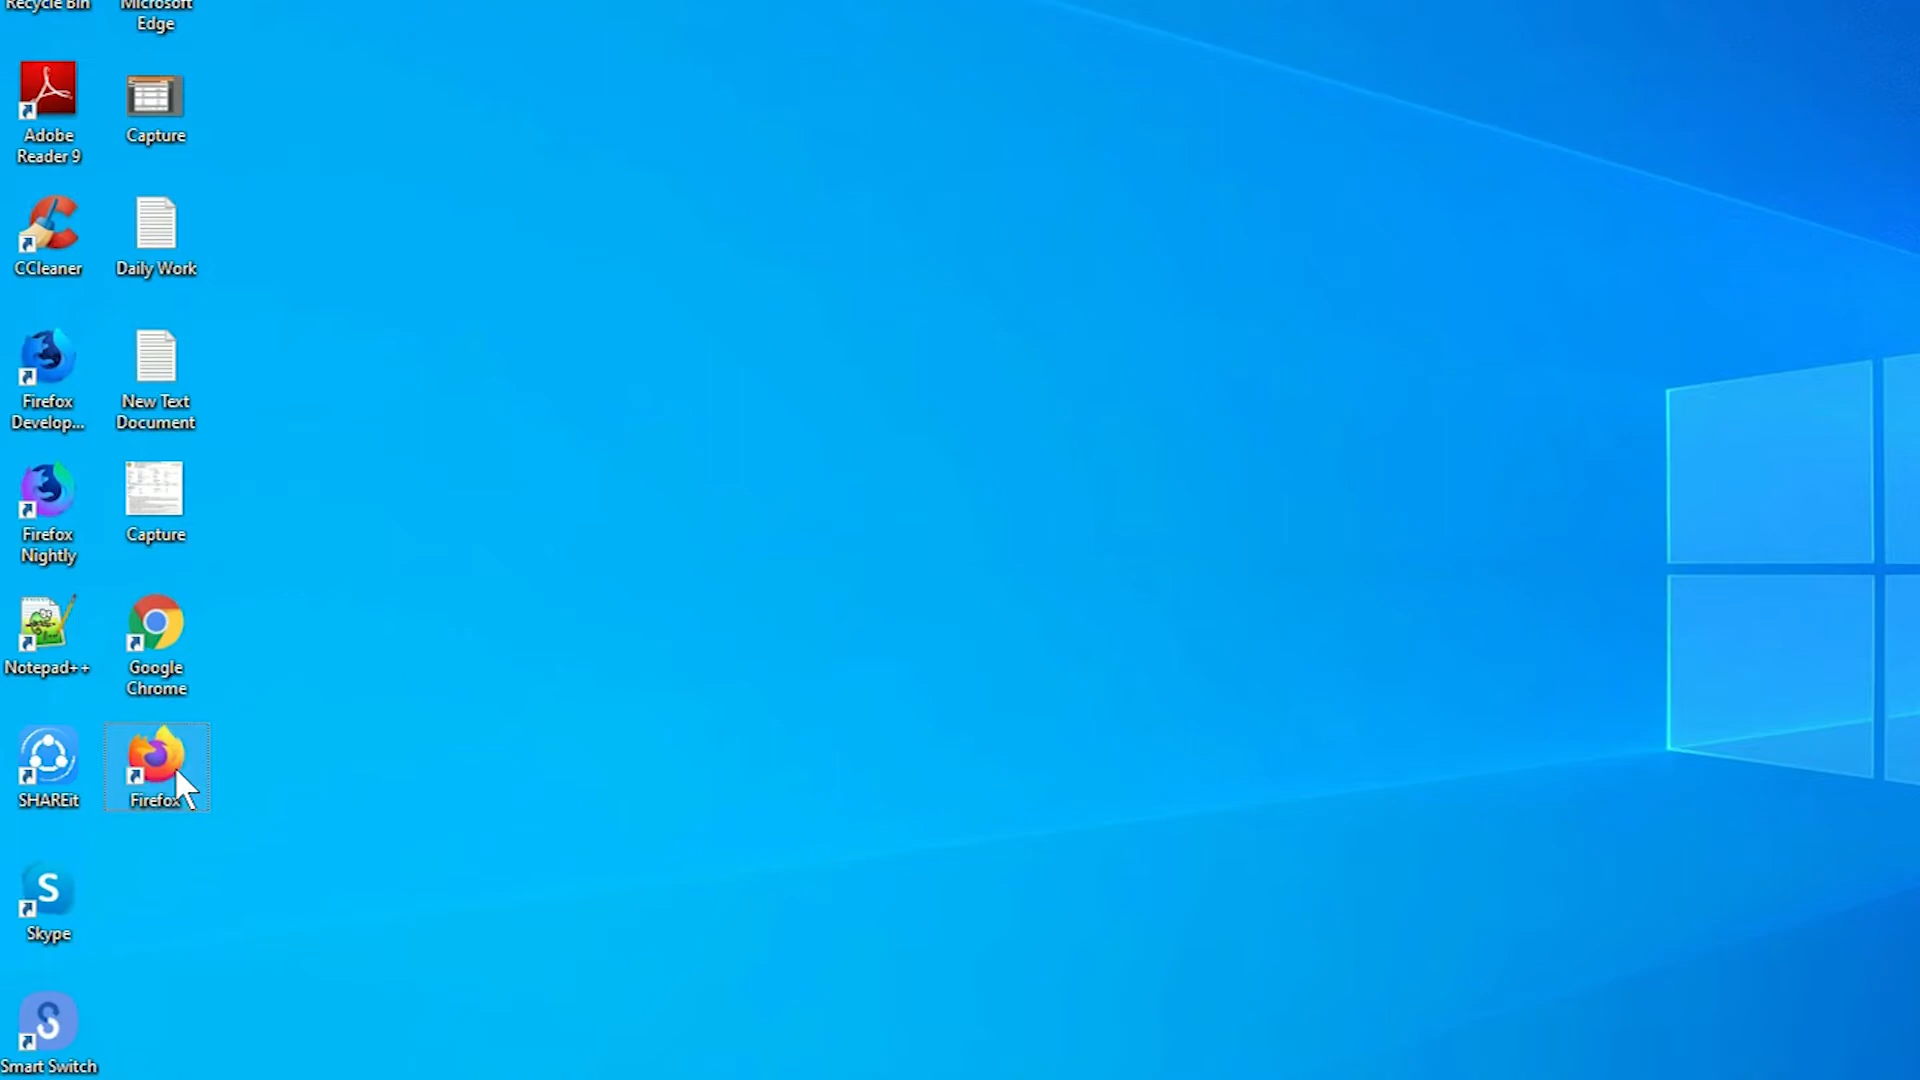 Recycle Bin
Microsoft
Edge
Adobe
Reader 9
Capture
CCleaner
Daily Work
Firefox
Develop...
New Text
Document
Firefox
Nightly
Capture
Notepad++
Google
Chrome
SHAREit
Firefox
S
Skype
Smart Switch